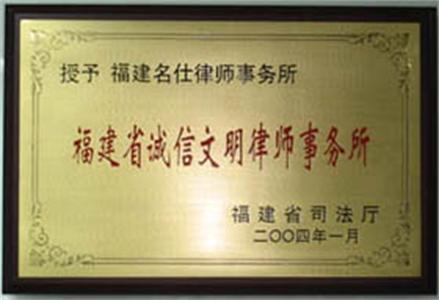 授予 福建名仕律师事务所
福建省诚信文明律师事务所
福建省司法厅
二〇〇四年一月